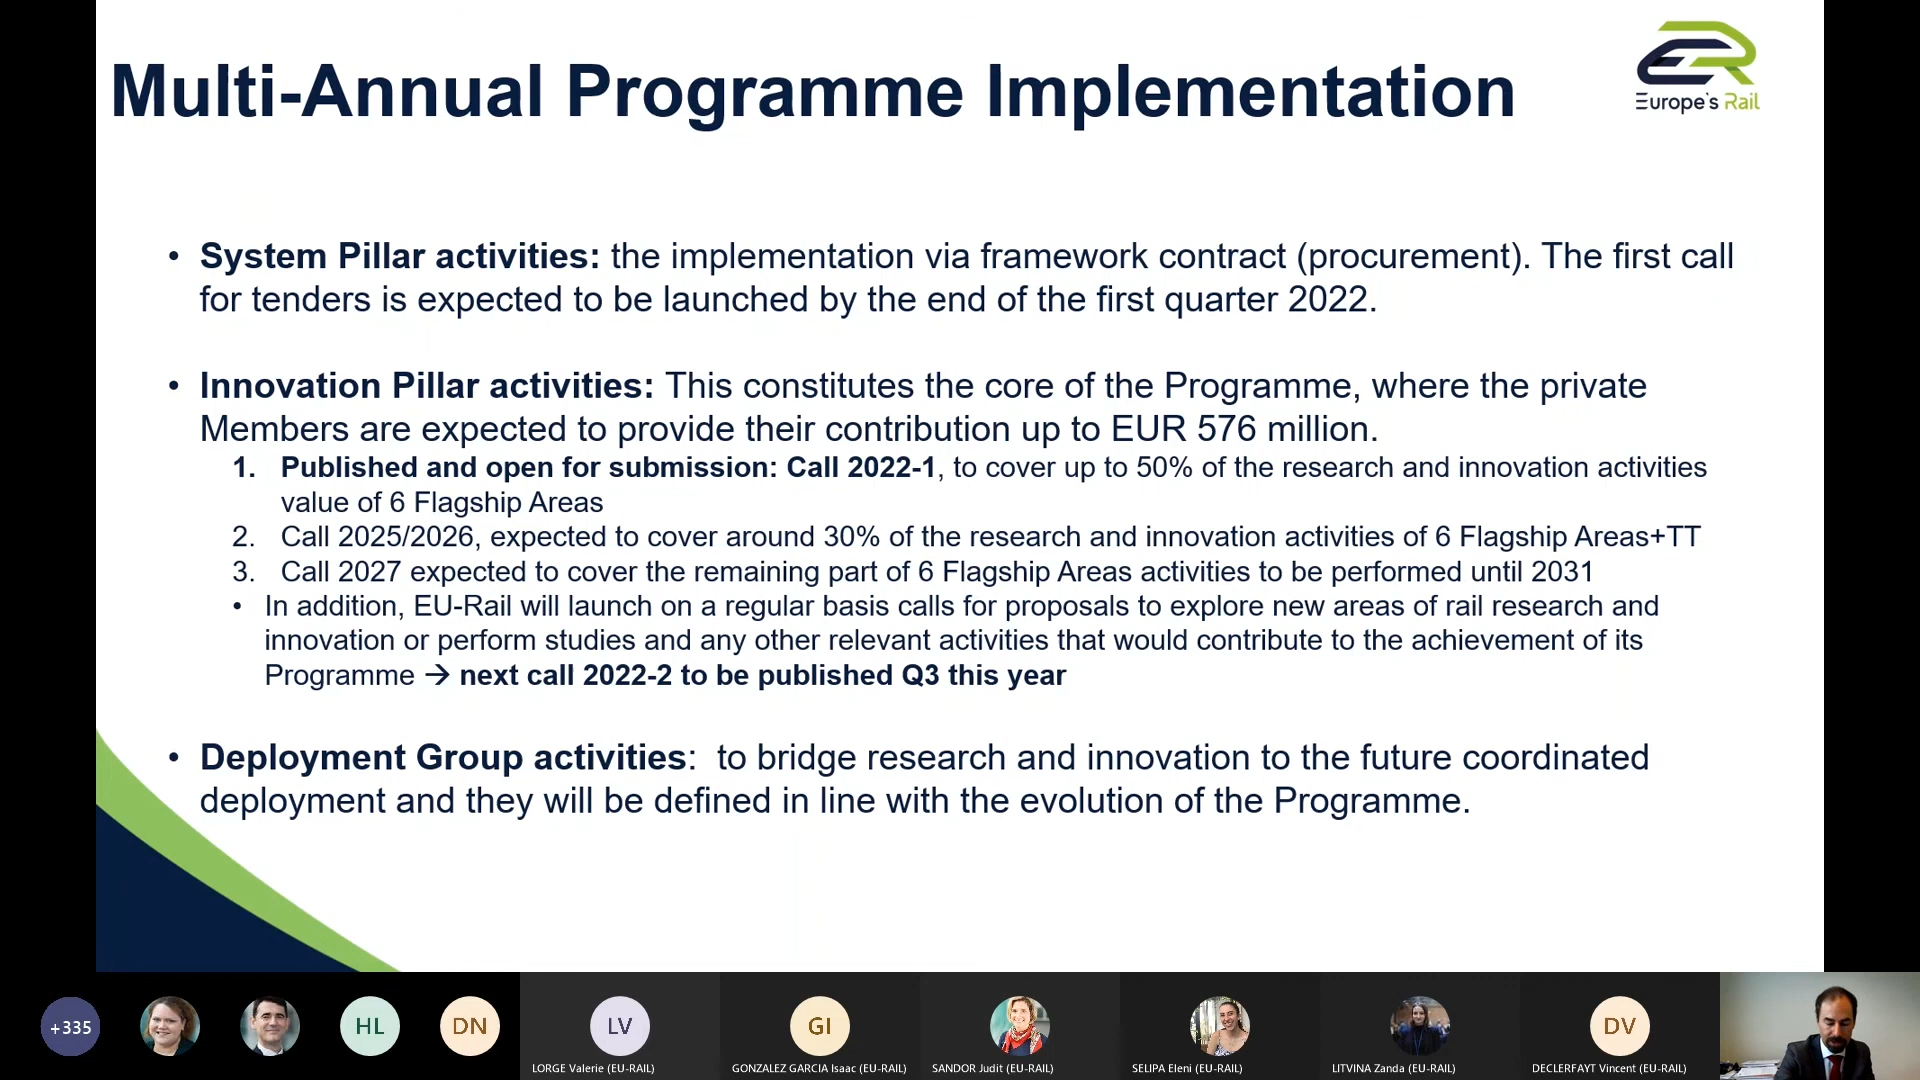 Multi-Annual Programme Implementation
Europe's Rail
• System Pillar activities: the implementation via framework contract (procurement). The first call
for tenders is expected to be launched by the end of the first quarter 2022.
• Innovation Pillar activities: This constitutes the core of the Programme, where the private
Members are expected to provide their contribution up to EUR 576 million.
1. Published and open for submission: Call 2022-1, to cover up to 50% of the research and innovation activities
value of 6 Flagship Areas
2. Call 2025/2026, expected to cover around 30% of the research and innovation activities of 6 Flagship Areas+TT
3. Call 2027 expected to cover the remaining part of 6 Flagship Areas activities to be performed until 2031
• In addition, EU-Rail will launch on a regular basis calls for proposals to explore new areas of rail research and
innovation or perform studies and any other relevant activities that would contribute to the achievement of its
Programme → next call 2022-2 to be published Q3 this year
• Deployment Group activities:  to bridge research and innovation to the future coordinated
deployment and they will be defined in line with the evolution of the Programme.
+335
HL
DN
LV
GI
DV
LORGE Valerie (EU-RAIL)
GONZALEZ GARCIA Isaac (EU-RAIL)
SANDOR Judit (EU-RAIL)
SELIPA Eleni (EU-RAIL)
LITVINA Zanda (EU-RAIL)
DECLERFAYT Vincent (EU-RAIL)